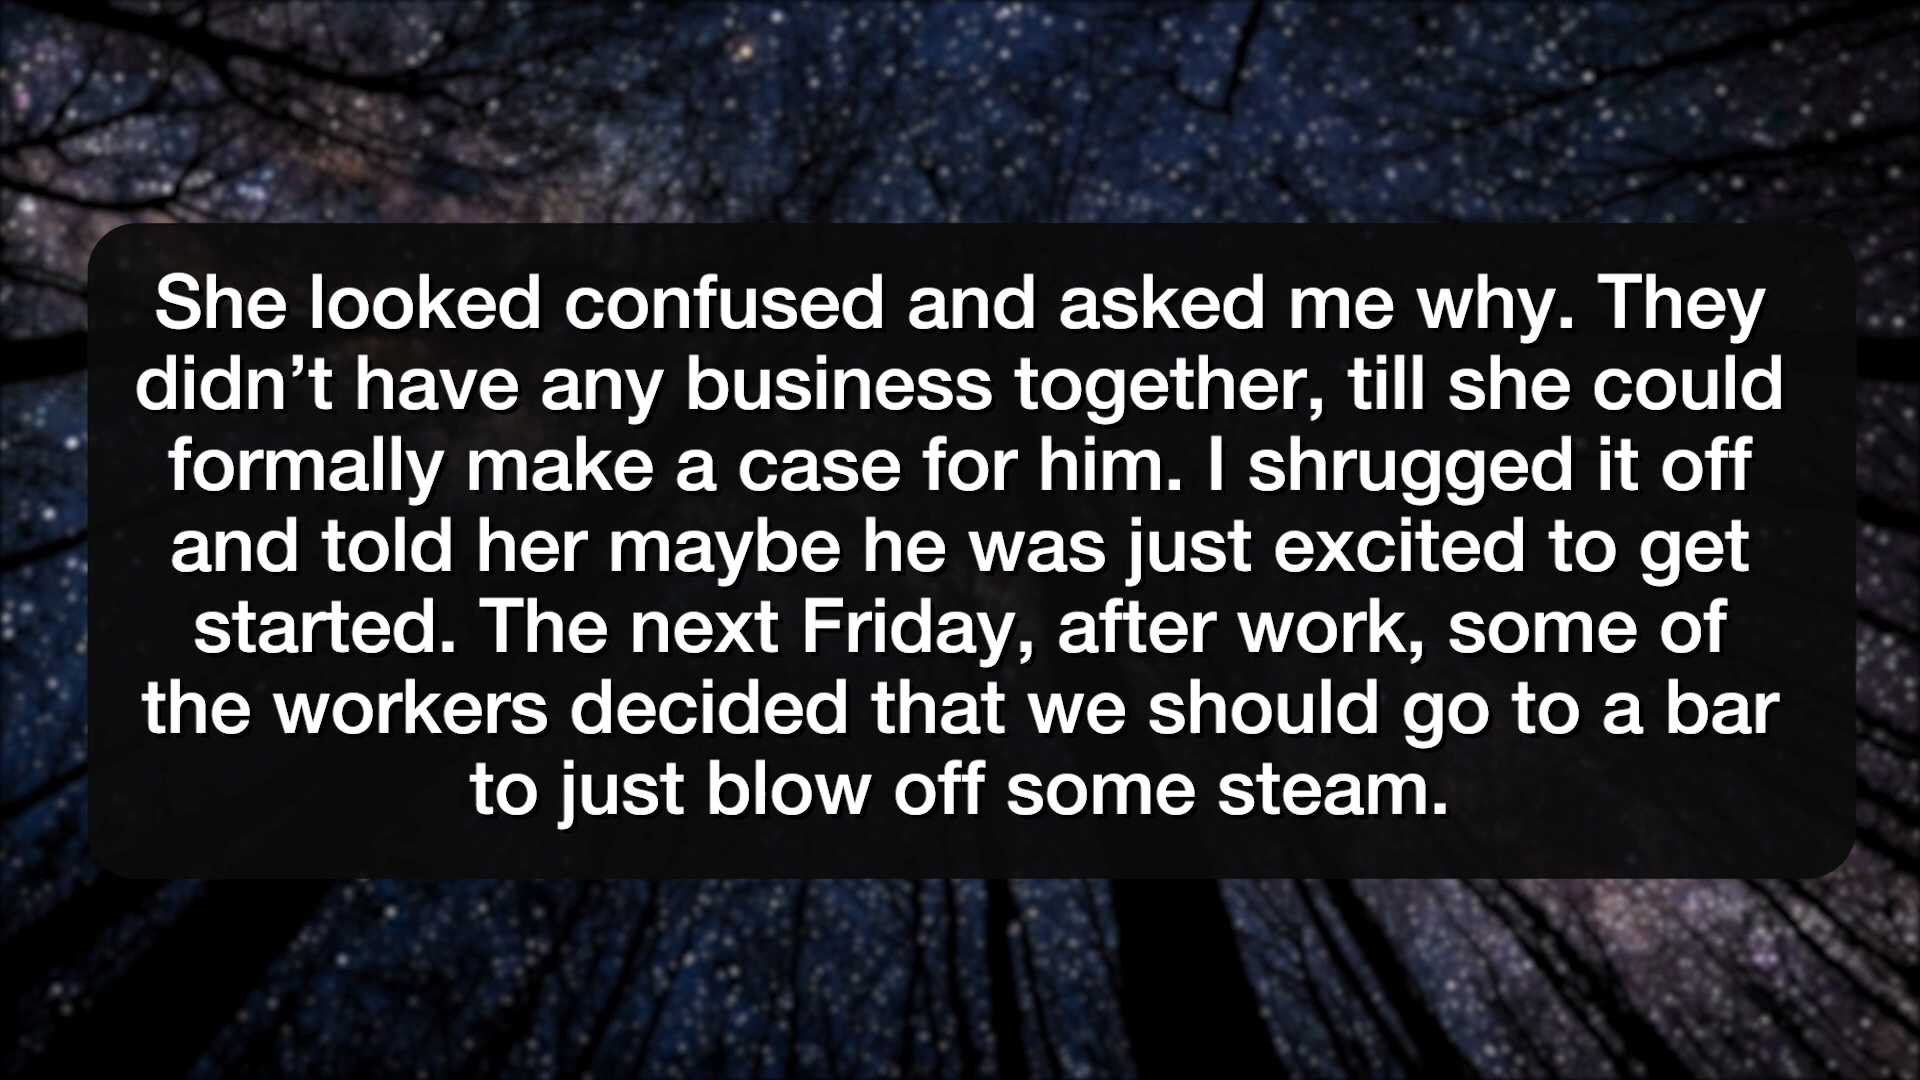 She looked confused and asked me why. They
didn’t have any business together, till she could
formally make a case for him. I shrugged it off
and told her maybe he was just excited to get
started. The next Friday, after work, some of
the workers decided that we should go to a bar
to just blow off some steam.